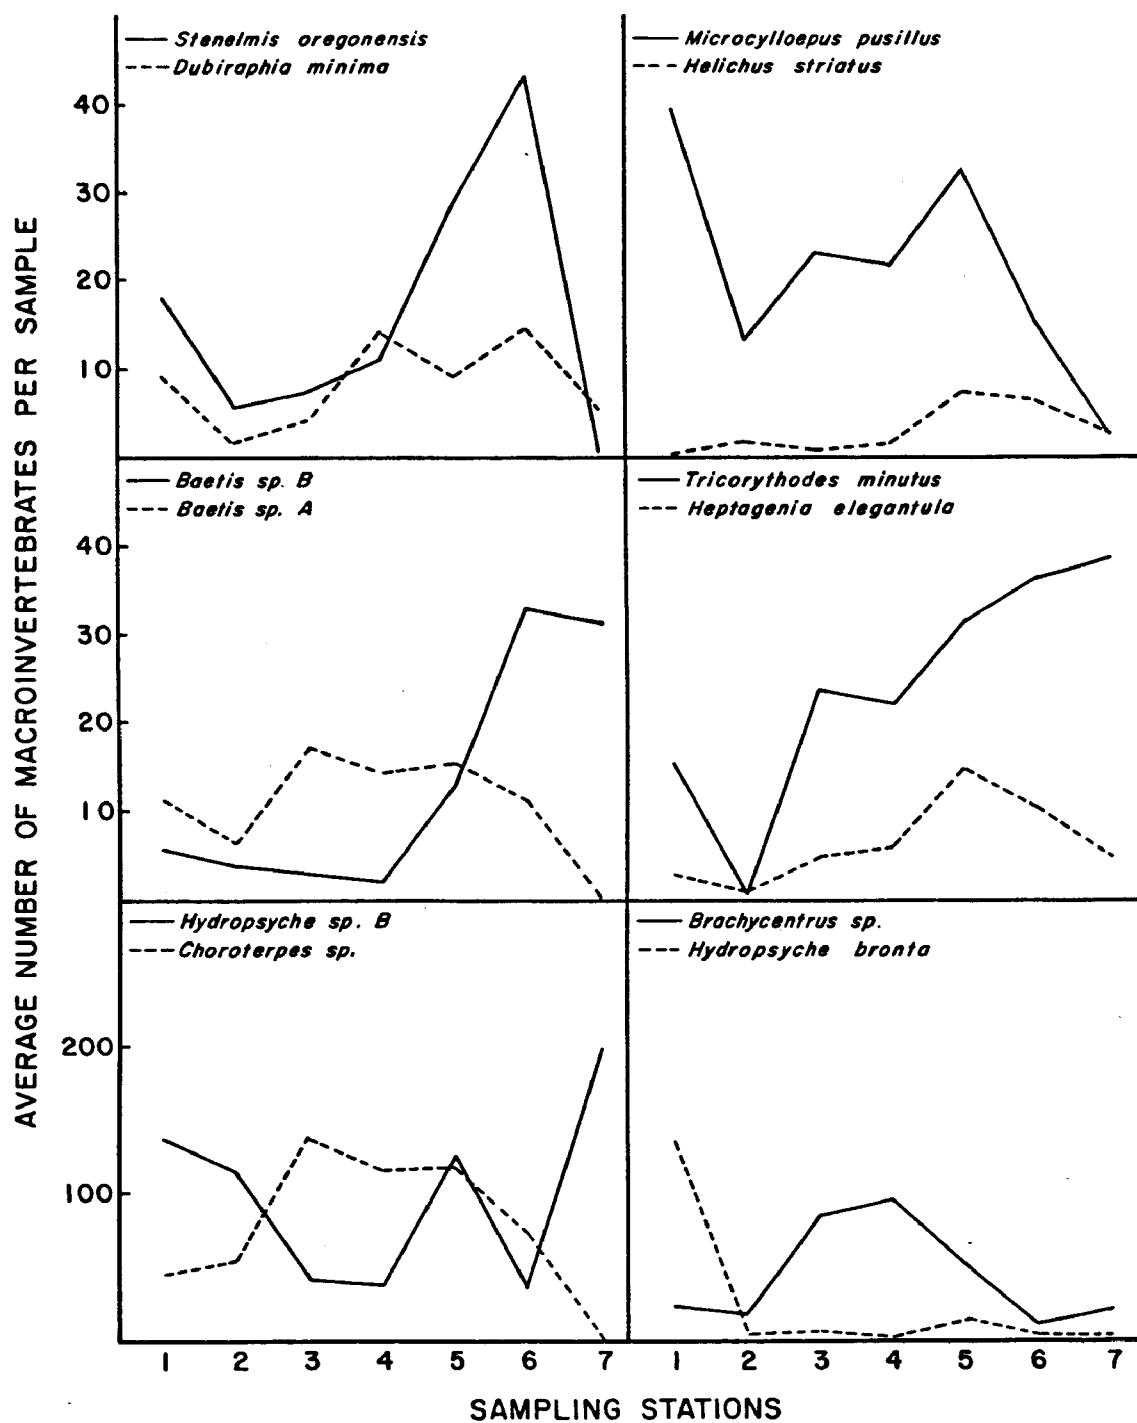 Stenelmis oregonensis
Dubiraphia minima
Microcylloepus pusillus
Helichus striatus
40
30
20
10
Baetis sp. B
Baetis sp. A
Tricorythodes minutus
Heptagenia elegantula
40
30
20
10
Hydropsyche sp. B
Choroterpes sp.
Brachycentrus sp.
Hydropsyche bronta
200
100
1 2 3 4 5 6 7
1 2 3 4 5 6 7
SAMPLING STATIONS
AVERAGE NUMBER OF MACROINVERTEBRATES PER SAMPLE